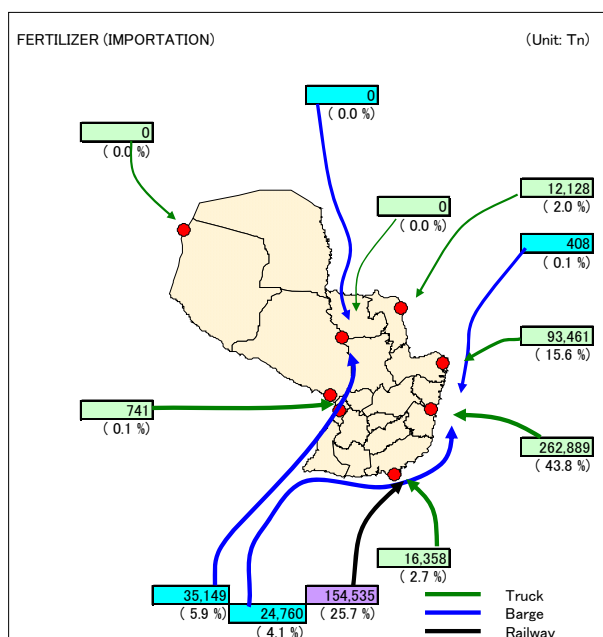 FERTILIZER (IMPORTATION) (Unit: Tn)
0
( 0.0 %)
0
( 0.0 %)
0
( 0.0 %)
12,128
( 2.0 %)
408
( 0.1 %)
93,461
( 15.6 %)
741
( 0.1 %)
262,889
( 43.8 %)
16,358
( 2.7 %)
35,149
( 5.9 %)
24,760
( 4.1 %)
154,535
( 25.7 %)
Truck
Barge
Railway